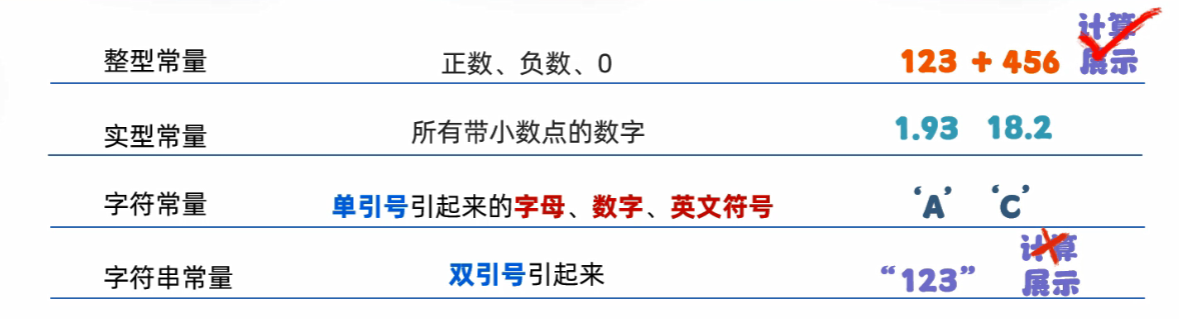 整型常量 正数、负数、0 123 + 456 计算
展示
实型常量 所有带小数点的数字 1.93 18.2
字符常量 单引号引起来的字母、数字、英文符号 ‘A’ ‘C’
字符串常量 双引号引起来 “123” 计算
展示